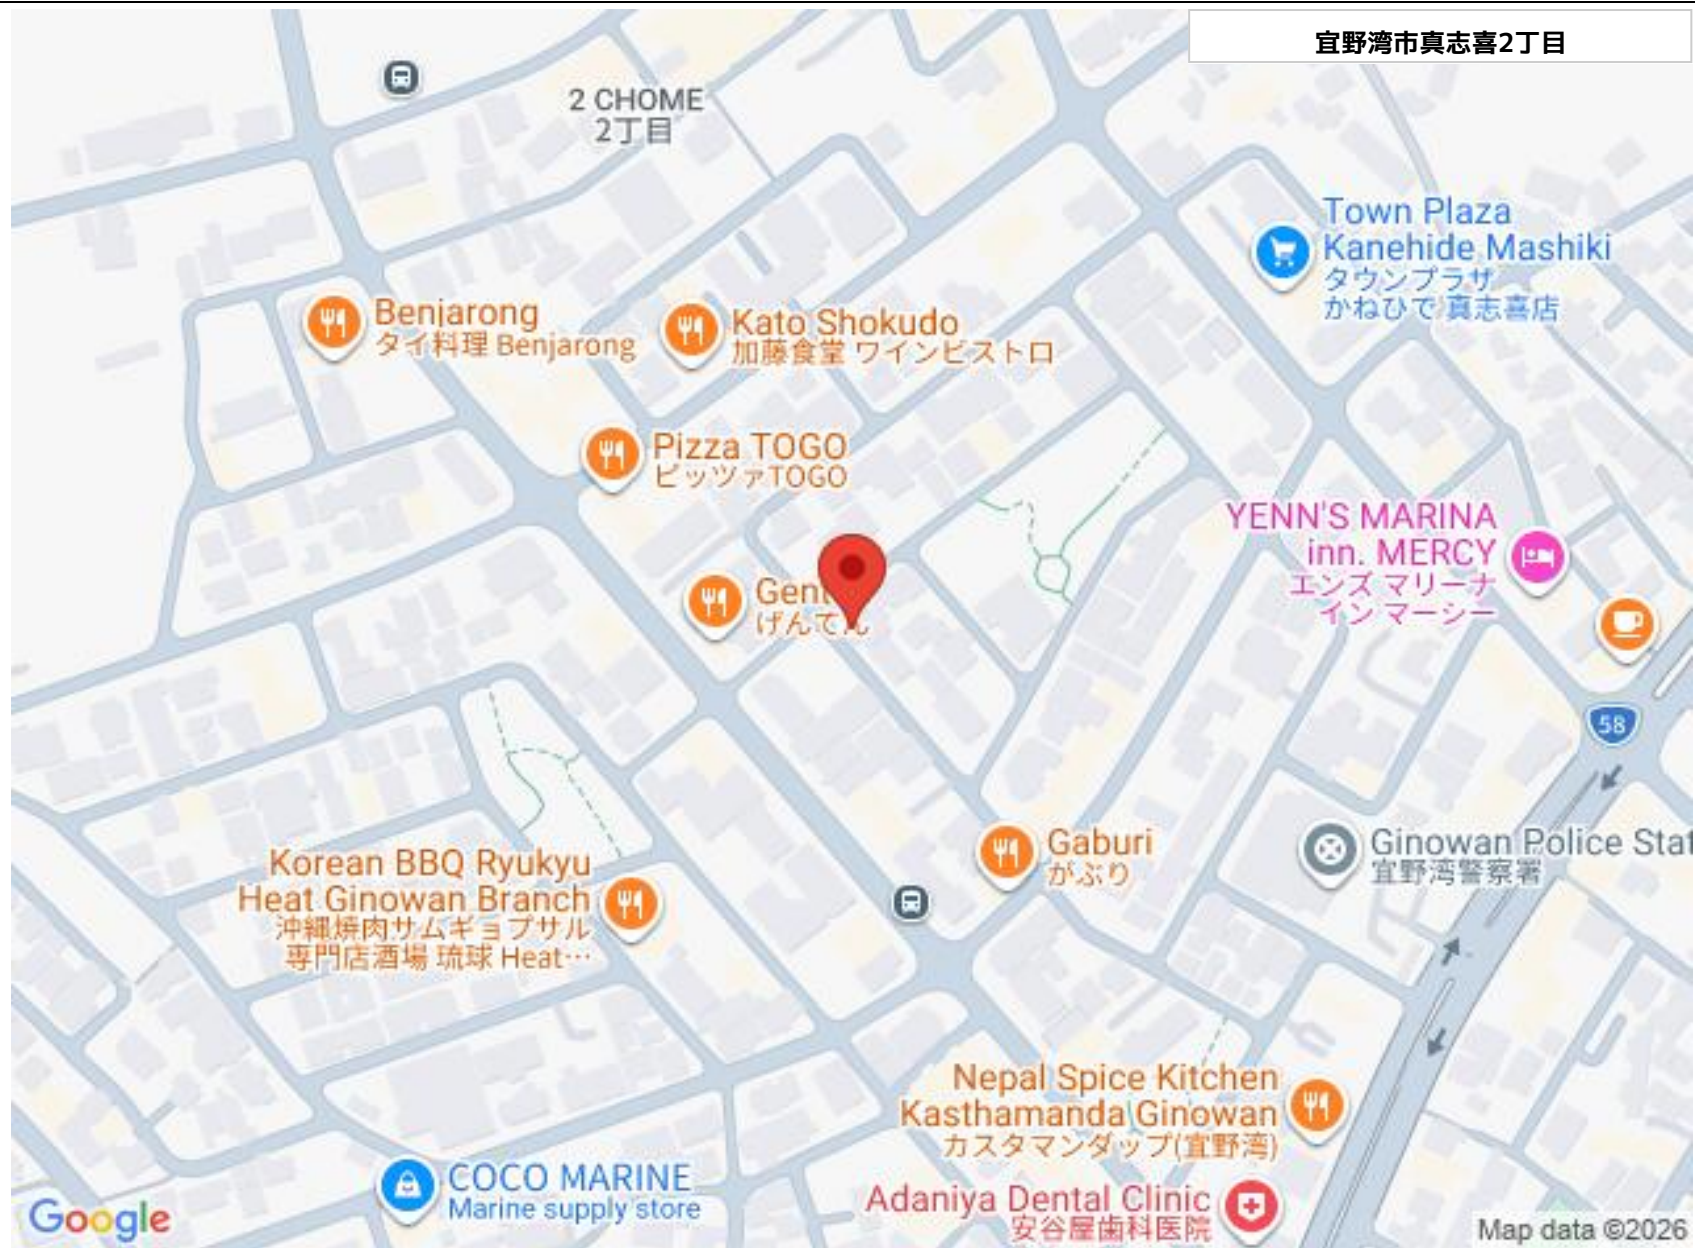 宜野湾市真志喜2丁目
2 CHOME
2丁目
Town Plaza
Kanehide Mashiki
タウンプラザ
かねひで 真志喜店
Benjarong
タイ料理 Benjarong
Kato Shokudo
加藤食堂 ワインビストロ
Pizza TOGO
ピッツァTOGO
YENN'S MARINA
inn. MERCY
エンズ マリーナ
イン マーシー
Gent
げんてん
58
Gaburi
がぶり
Ginowan Police Stat
宜野湾警察署
Korean BBQ Ryukyu
Heat Ginowan Branch
沖縄焼肉サムギョプサル
専門店酒場 琉球 Heat…
Nepal Spice Kitchen
Kasthamanda Ginowan
カスタマンダップ(宜野湾)
COCO MARINE
Marine supply store
Adaniya Dental Clinic
安谷屋歯科医院
Google
Map data ©2026